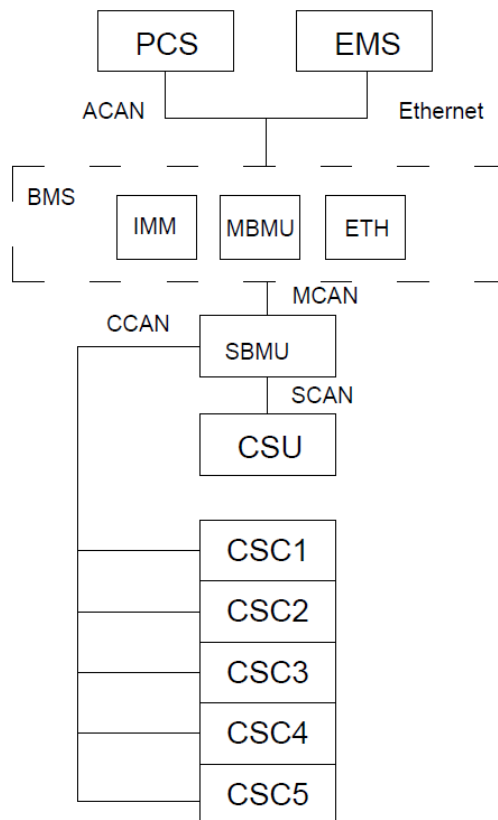 PCS EMS
ACAN Ethernet
BMS
IMM MBMU ETH
MCAN
CCAN
SBMU
SCAN
CSU
CSC1
CSC2
CSC3
CSC4
CSC5